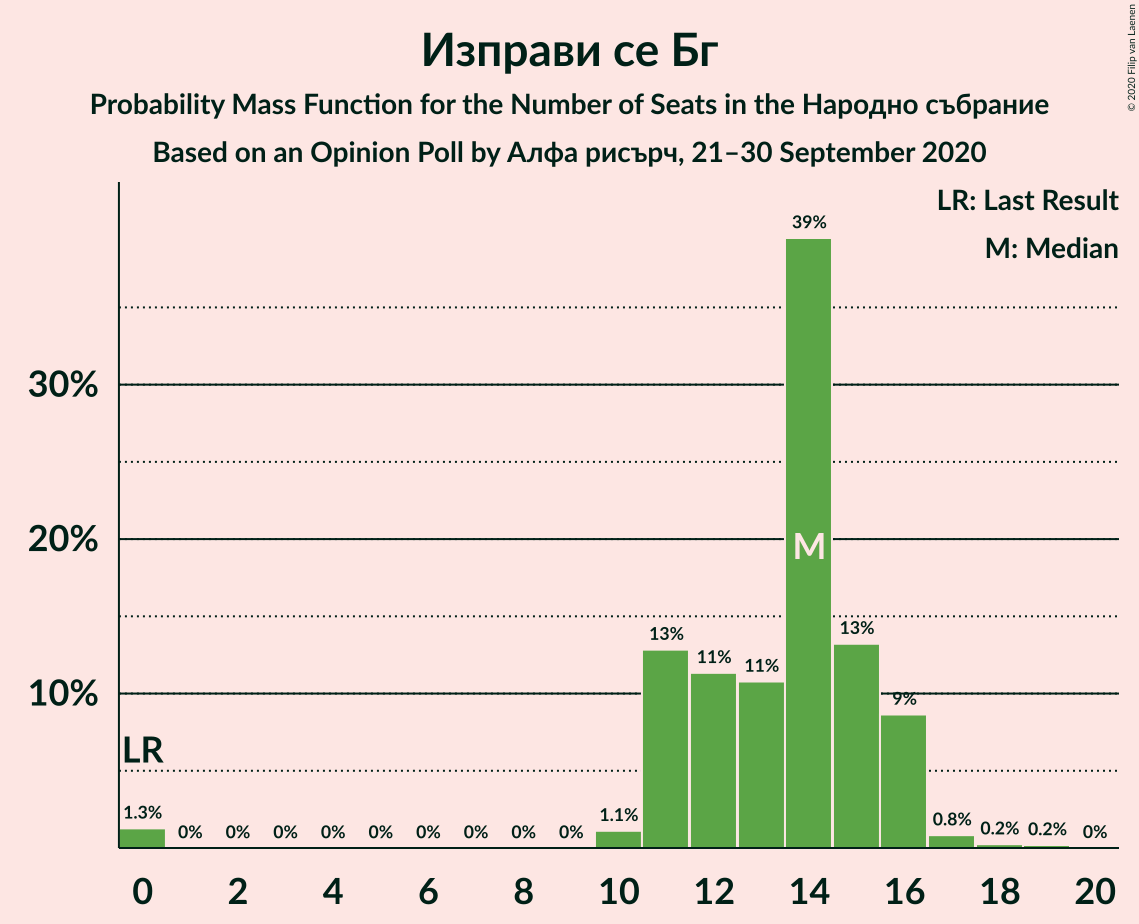 Изправи се Бг
Probability Mass Function for the Number of Seats in the Народно събрание
Based on an Opinion Poll by Алфа рисърч, 21–30 September 2020
© 2020 Filip van Laenen
LR: Last Result
M: Median
39%
30%
20%
10%
M
LR
1.3% 0% 0% 0% 0% 0% 0% 0% 0% 0% 1.1% 13% 11% 11% 13% 9% 0.8% 0.2% 0.2% 0%
0 2 4 6 8 10 12 14 16 18 20